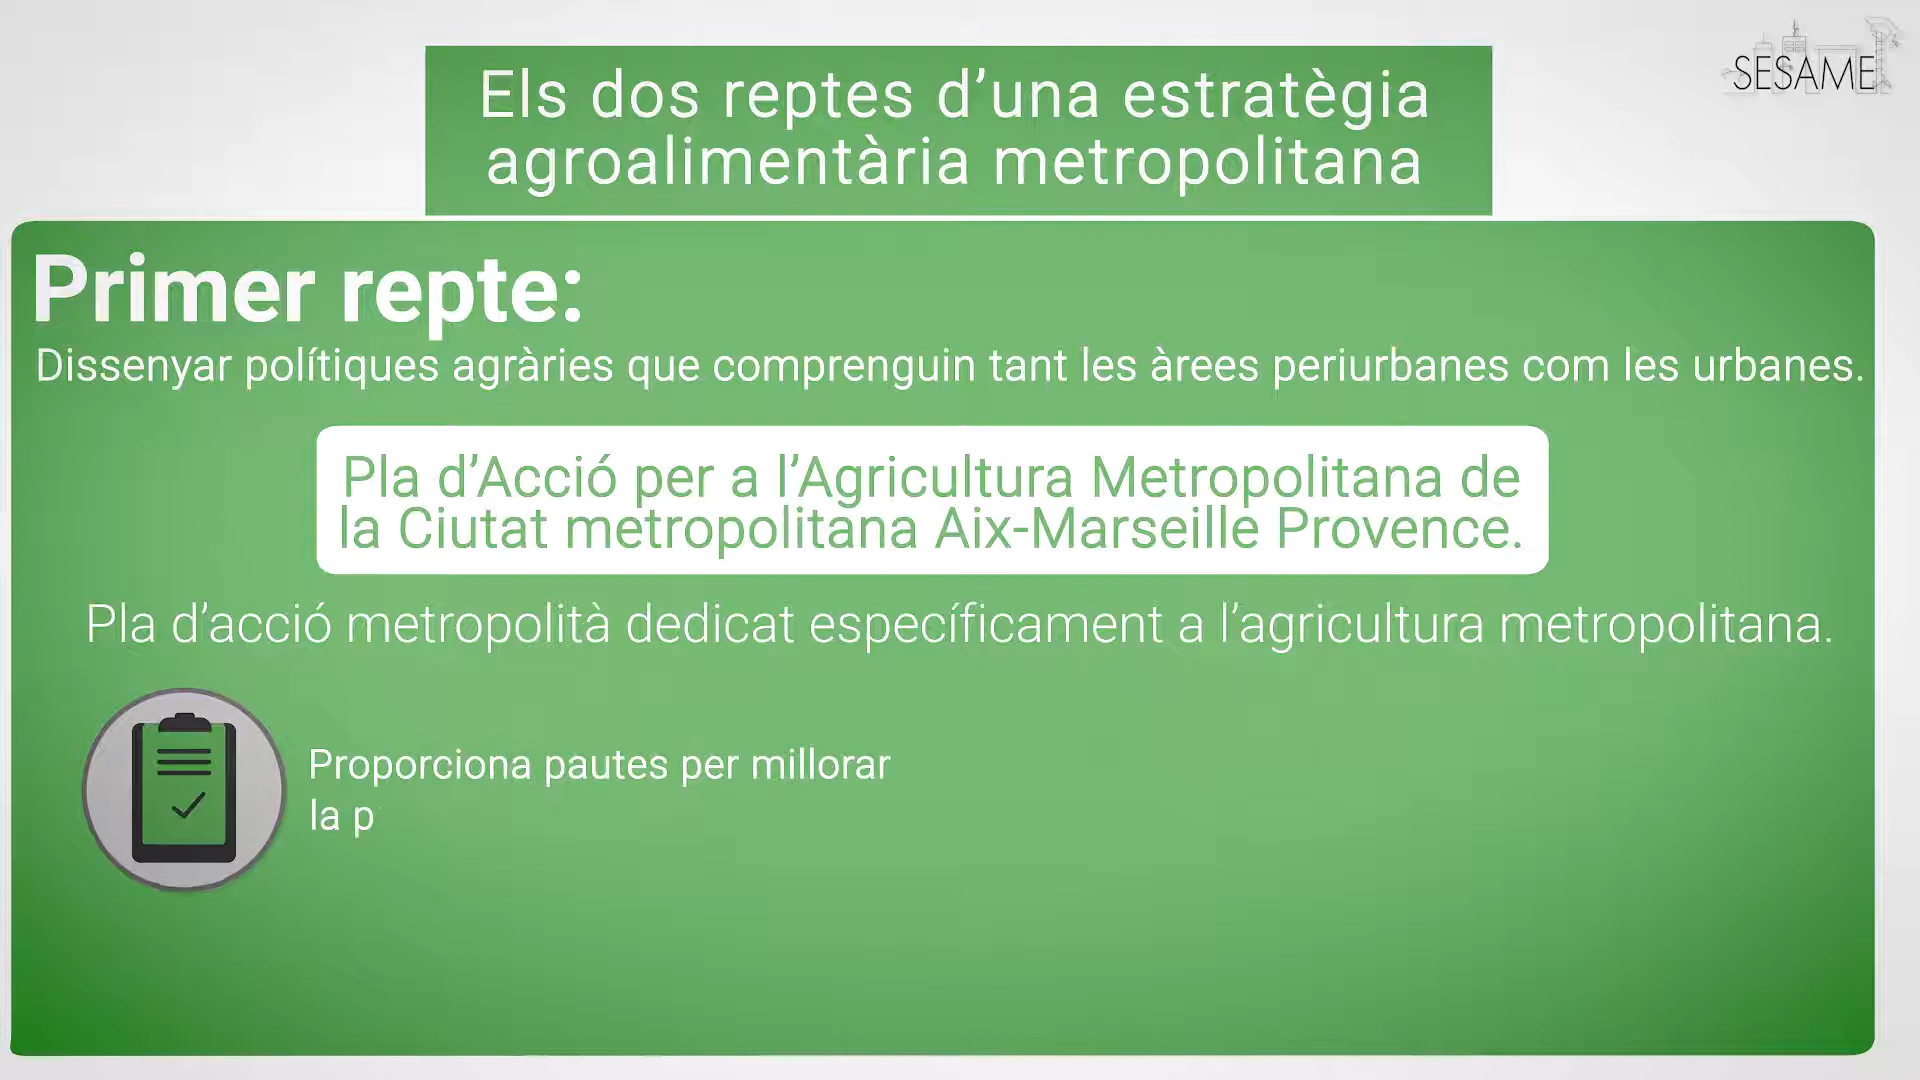 SESAME
Els dos reptes d’una estratègia
agroalimentària metropolitana
Primer repte:
Dissenyar polítiques agràries que comprenguin tant les àrees periurbanes com les urbanes.
Pla d’Acció per a l’Agricultura Metropolitana de
la Ciutat metropolitana Aix-Marseille Provence.
Pla d’acció metropolità dedicat específicament a l’agricultura metropolitana.
Proporciona pautes per millorar
la p